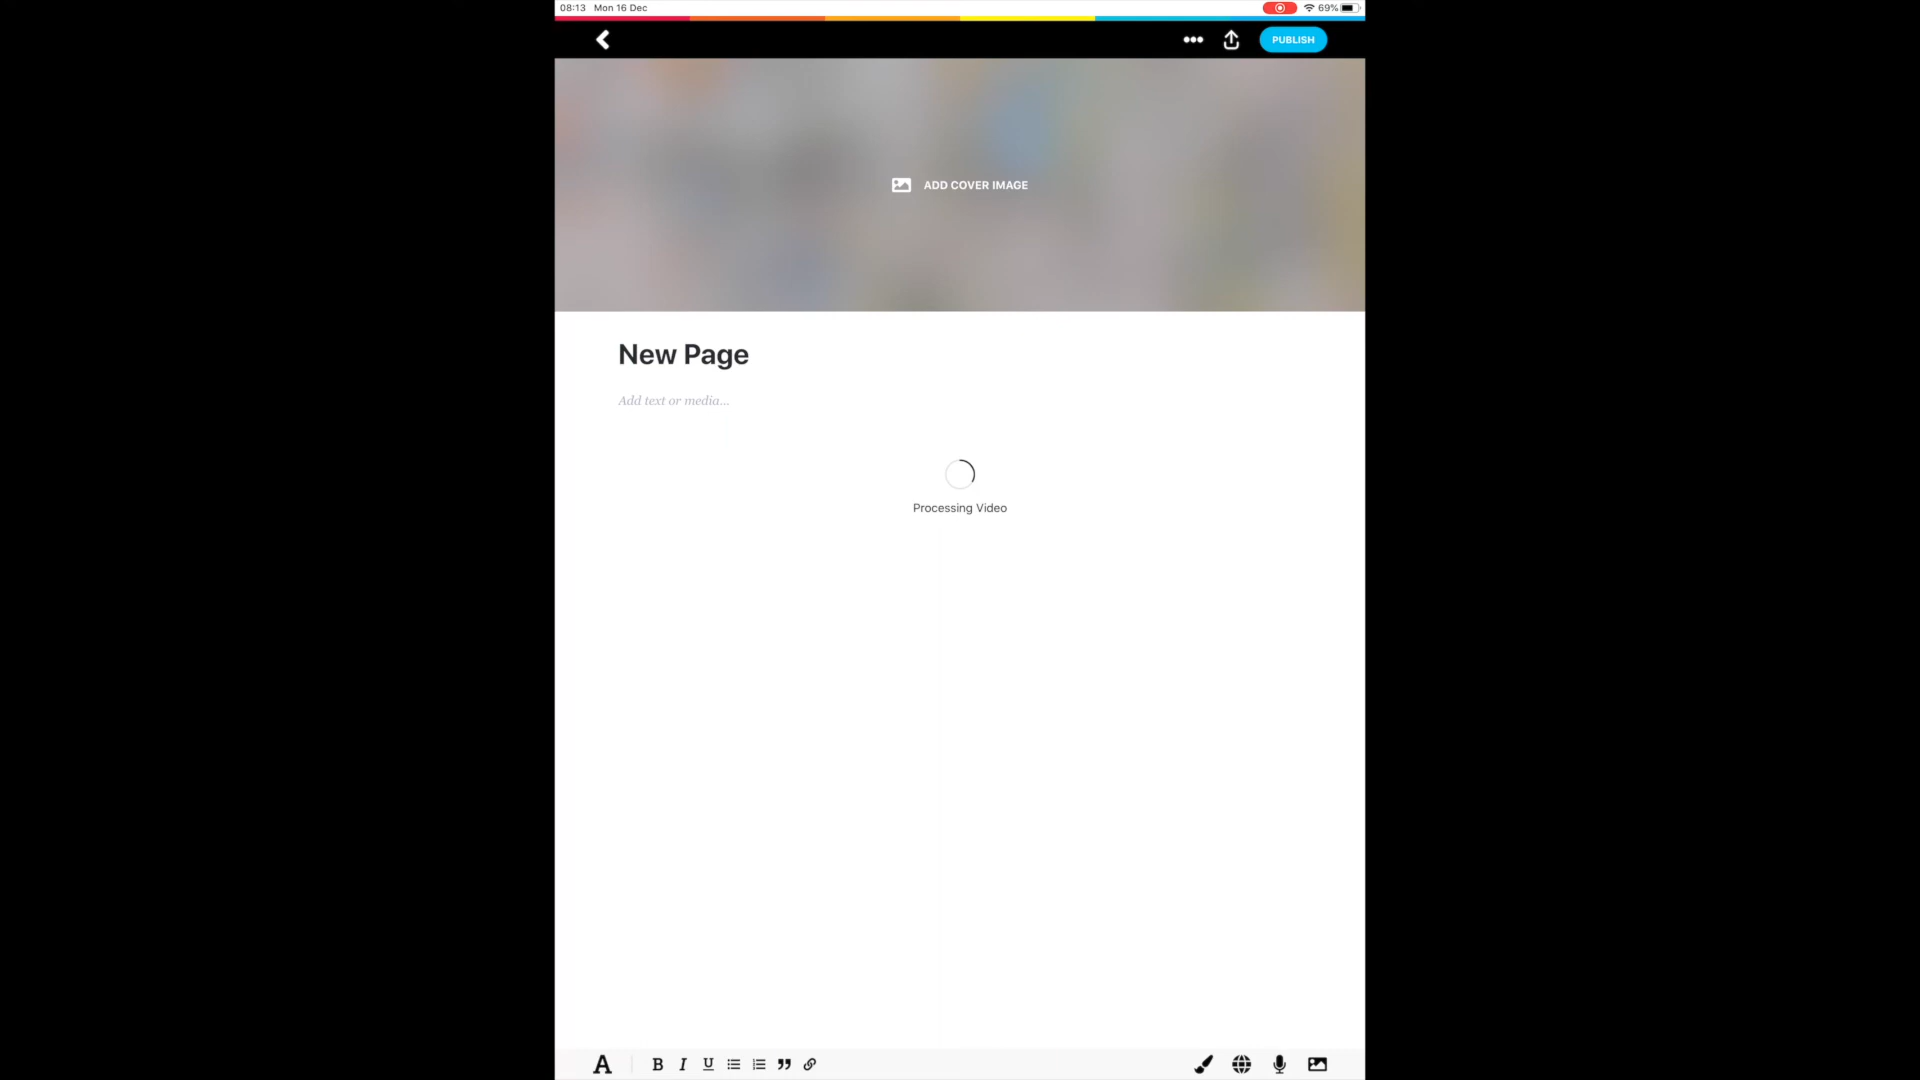 08:13 Mon 16 Dec
69%
PUBLISH
ADD COVER IMAGE
New Page
Add text or media...
Processing Video
A B I U